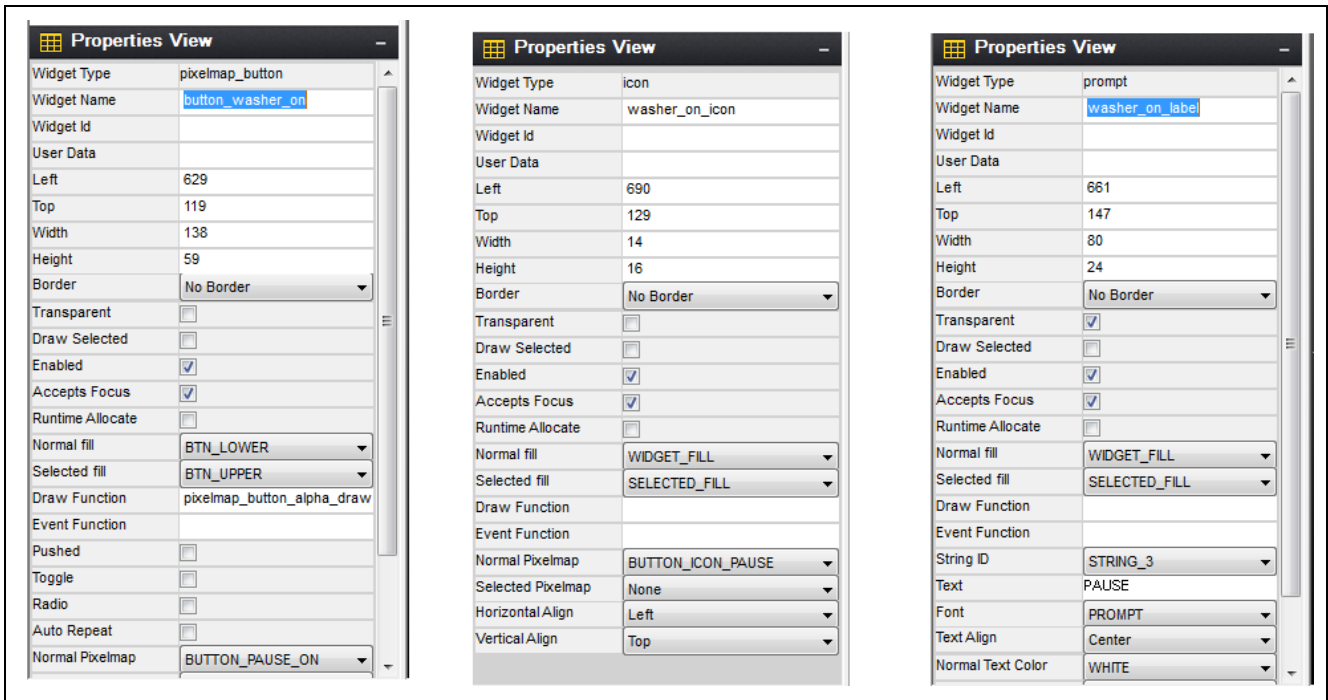 Properties View –
Widget Type pixelmap_button
Widget Name button_washer_on
Widget Id
User Data
Left 629
Top 119
Width 138
Height 59
Border No Border
Transparent
Draw Selected
Enabled
Accepts Focus
Runtime Allocate
Normal fill BTN_LOWER
Selected fill BTN_UPPER
Draw Function pixelmap_button_alpha_draw
Event Function
Pushed
Toggle
Radio
Auto Repeat
Normal Pixelmap BUTTON_PAUSE_ON
Properties View –
Widget Type icon
Widget Name washer_on_icon
Widget Id
User Data
Left 690
Top 129
Width 14
Height 16
Border No Border
Transparent
Draw Selected
Enabled
Accepts Focus
Runtime Allocate
Normal fill WIDGET_FILL
Selected fill SELECTED_FILL
Draw Function
Event Function
Normal Pixelmap BUTTON_ICON_PAUSE
Selected Pixelmap None
Horizontal Align Left
Vertical Align Top
Properties View –
Widget Type prompt
Widget Name washer_on_label
Widget Id
User Data
Left 661
Top 147
Width 80
Height 24
Border No Border
Transparent
Draw Selected
Enabled
Accepts Focus
Runtime Allocate
Normal fill WIDGET_FILL
Selected fill SELECTED_FILL
Draw Function
Event Function
String ID STRING_3
Text PAUSE
Font PROMPT
Text Align Center
Normal Text Color WHITE